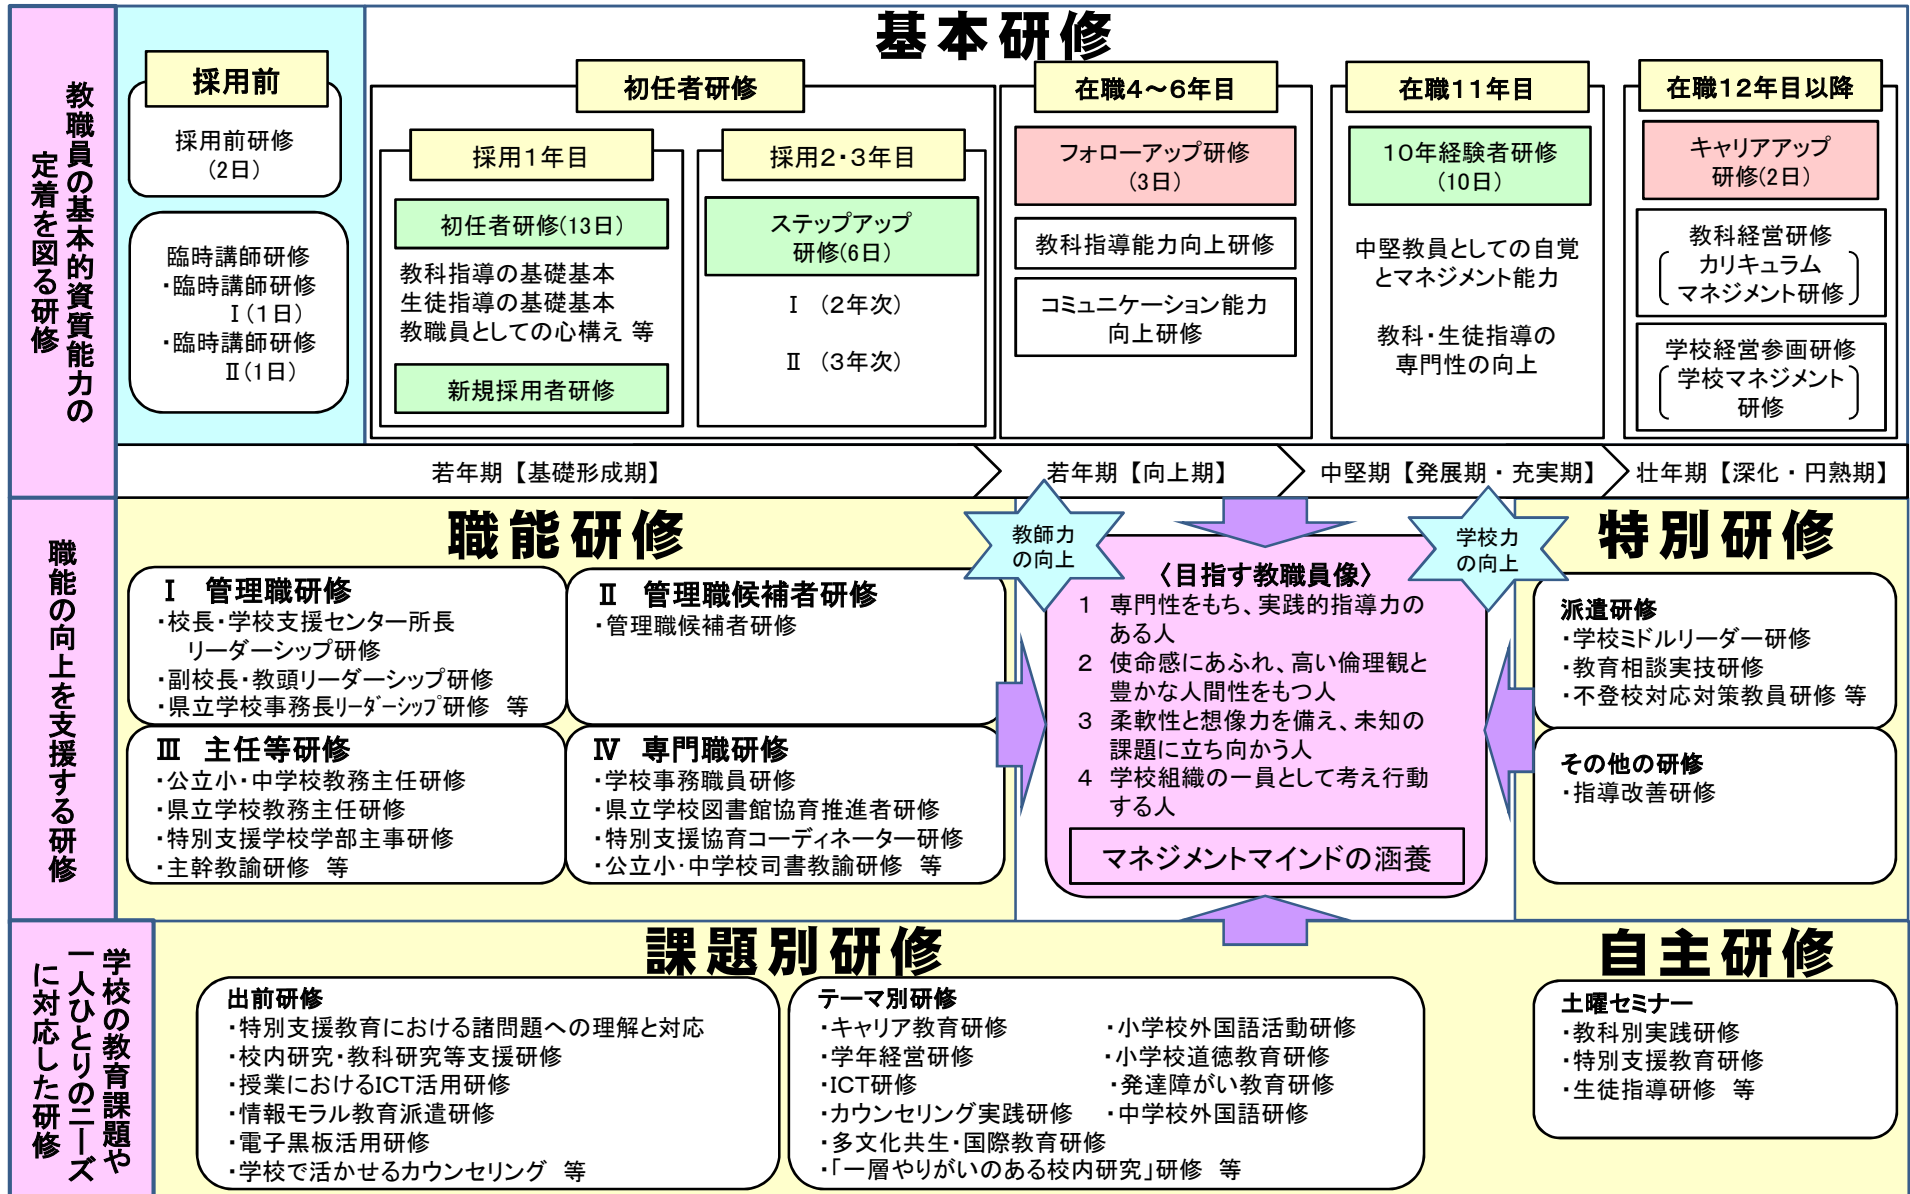 教職員の基本的資質能力の
定着を図る研修
基本研修
採用前
採用前研修
(2日)
臨時講師研修
・臨時講師研修
Ⅰ(1日)
・臨時講師研修
Ⅱ(1日)
初任者研修
採用1年目
初任者研修(13日)
教科指導の基礎基本
生徒指導の基礎基本
教職員としての心構え 等
新規採用者研修
採用2・3年目
ステップアップ
研修(6日)
Ⅰ (2年次)
Ⅱ (3年次)
在職4～6年目
フォローアップ研修
(3日)
教科指導能力向上研修
コミュニケーション能力
向上研修
在職11年目
10年経験者研修
(10日)
中堅教員としての自覚
とマネジメント能力
教科・生徒指導の
専門性の向上
在職12年目以降
キャリアアップ
研修(2日)
教科経営研修
カリキュラム
マネジメント研修
学校経営参画研修
学校マネジメント
研修
若年期【基礎形成期】
若年期【向上期】
中堅期【発展期・充実期】
壮年期【深化・円熟期】
職能の向上を支援する研修
職能研修
Ⅰ 管理職研修
・校長・学校支援センター所長
リーダーシップ研修
・副校長・教頭リーダーシップ研修
・県立学校事務長リーダーシップ研修 等
Ⅱ 管理職候補者研修
・管理職候補者研修
Ⅲ 主任等研修
・公立小・中学校教務主任研修
・県立学校教務主任研修
・特別支援学校学部主事研修
・主幹教諭研修 等
Ⅳ 専門職研修
・学校事務職員研修
・県立学校図書館協育推進者研修
・特別支援協育コーディネーター研修
・公立小・中学校司書教諭研修 等
教師力
の向上
学校力
の向上
〈目指す教職員像〉
1 専門性をもち、実践的指導力の
ある人
2 使命感にあふれ、高い倫理観と
豊かな人間性をもつ人
3 柔軟性と想像力を備え、未知の
課題に立ち向かう人
4 学校組織の一員として考え行動
する人
マネジメントマインドの涵養
特別研修
派遣研修
・学校ミドルリーダー研修
・教育相談実技研修
・不登校対応対策教員研修 等
その他の研修
・指導改善研修
学校の教育課題や
一人ひとりのニーズ
に対応した研修
課題別研修
出前研修
・特別支援教育における諸問題への理解と対応
・校内研究・教科研究等支援研修
・授業におけるICT活用研修
・情報モラル教育派遣研修
・電子黒板活用研修
・学校で活かせるカウンセリング 等
テーマ別研修
・キャリア教育研修 ・小学校外国語活動研修
・学年経営研修 ・小学校道徳教育研修
・ICT研修 ・発達障がい教育研修
・カウンセリング実践研修 ・中学校外国語研修
・多文化共生・国際教育研修
・「一層やりがいのある校内研究」研修 等
自主研修
土曜セミナー
・教科別実践研修
・特別支援教育研修
・生徒指導研修 等